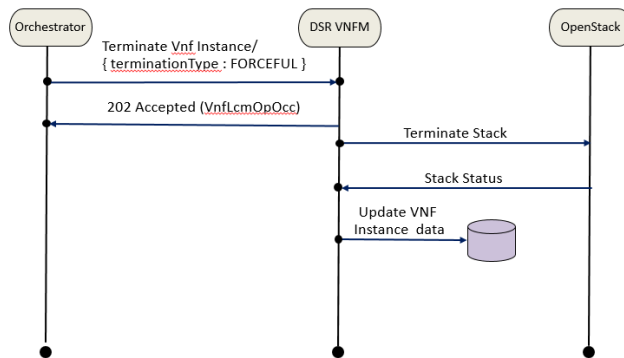 Orchestrator
DSR VNFM
OpenStack
Terminate Vnf Instance/
{ terminationType : FORCEFUL }
202 Accepted (VnfLcmOpOcc)
Terminate Stack
Stack Status
Update VNF
Instance data